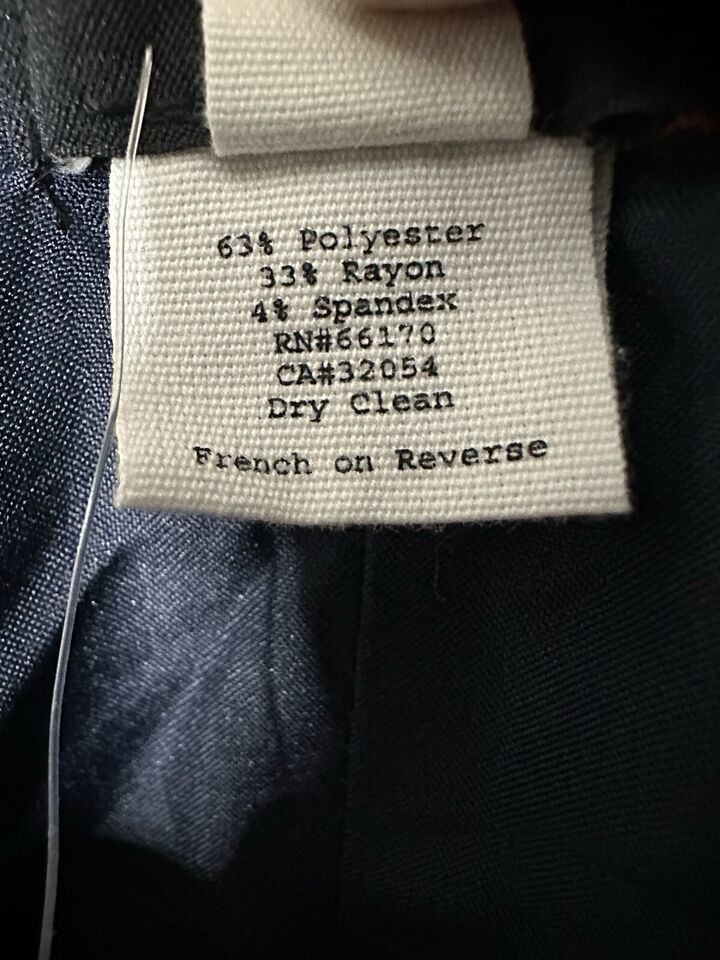 63% Polyester
33% Rayon
4% Spandex
RN#66170
CA#32054
Dry Clean
French on Reverse